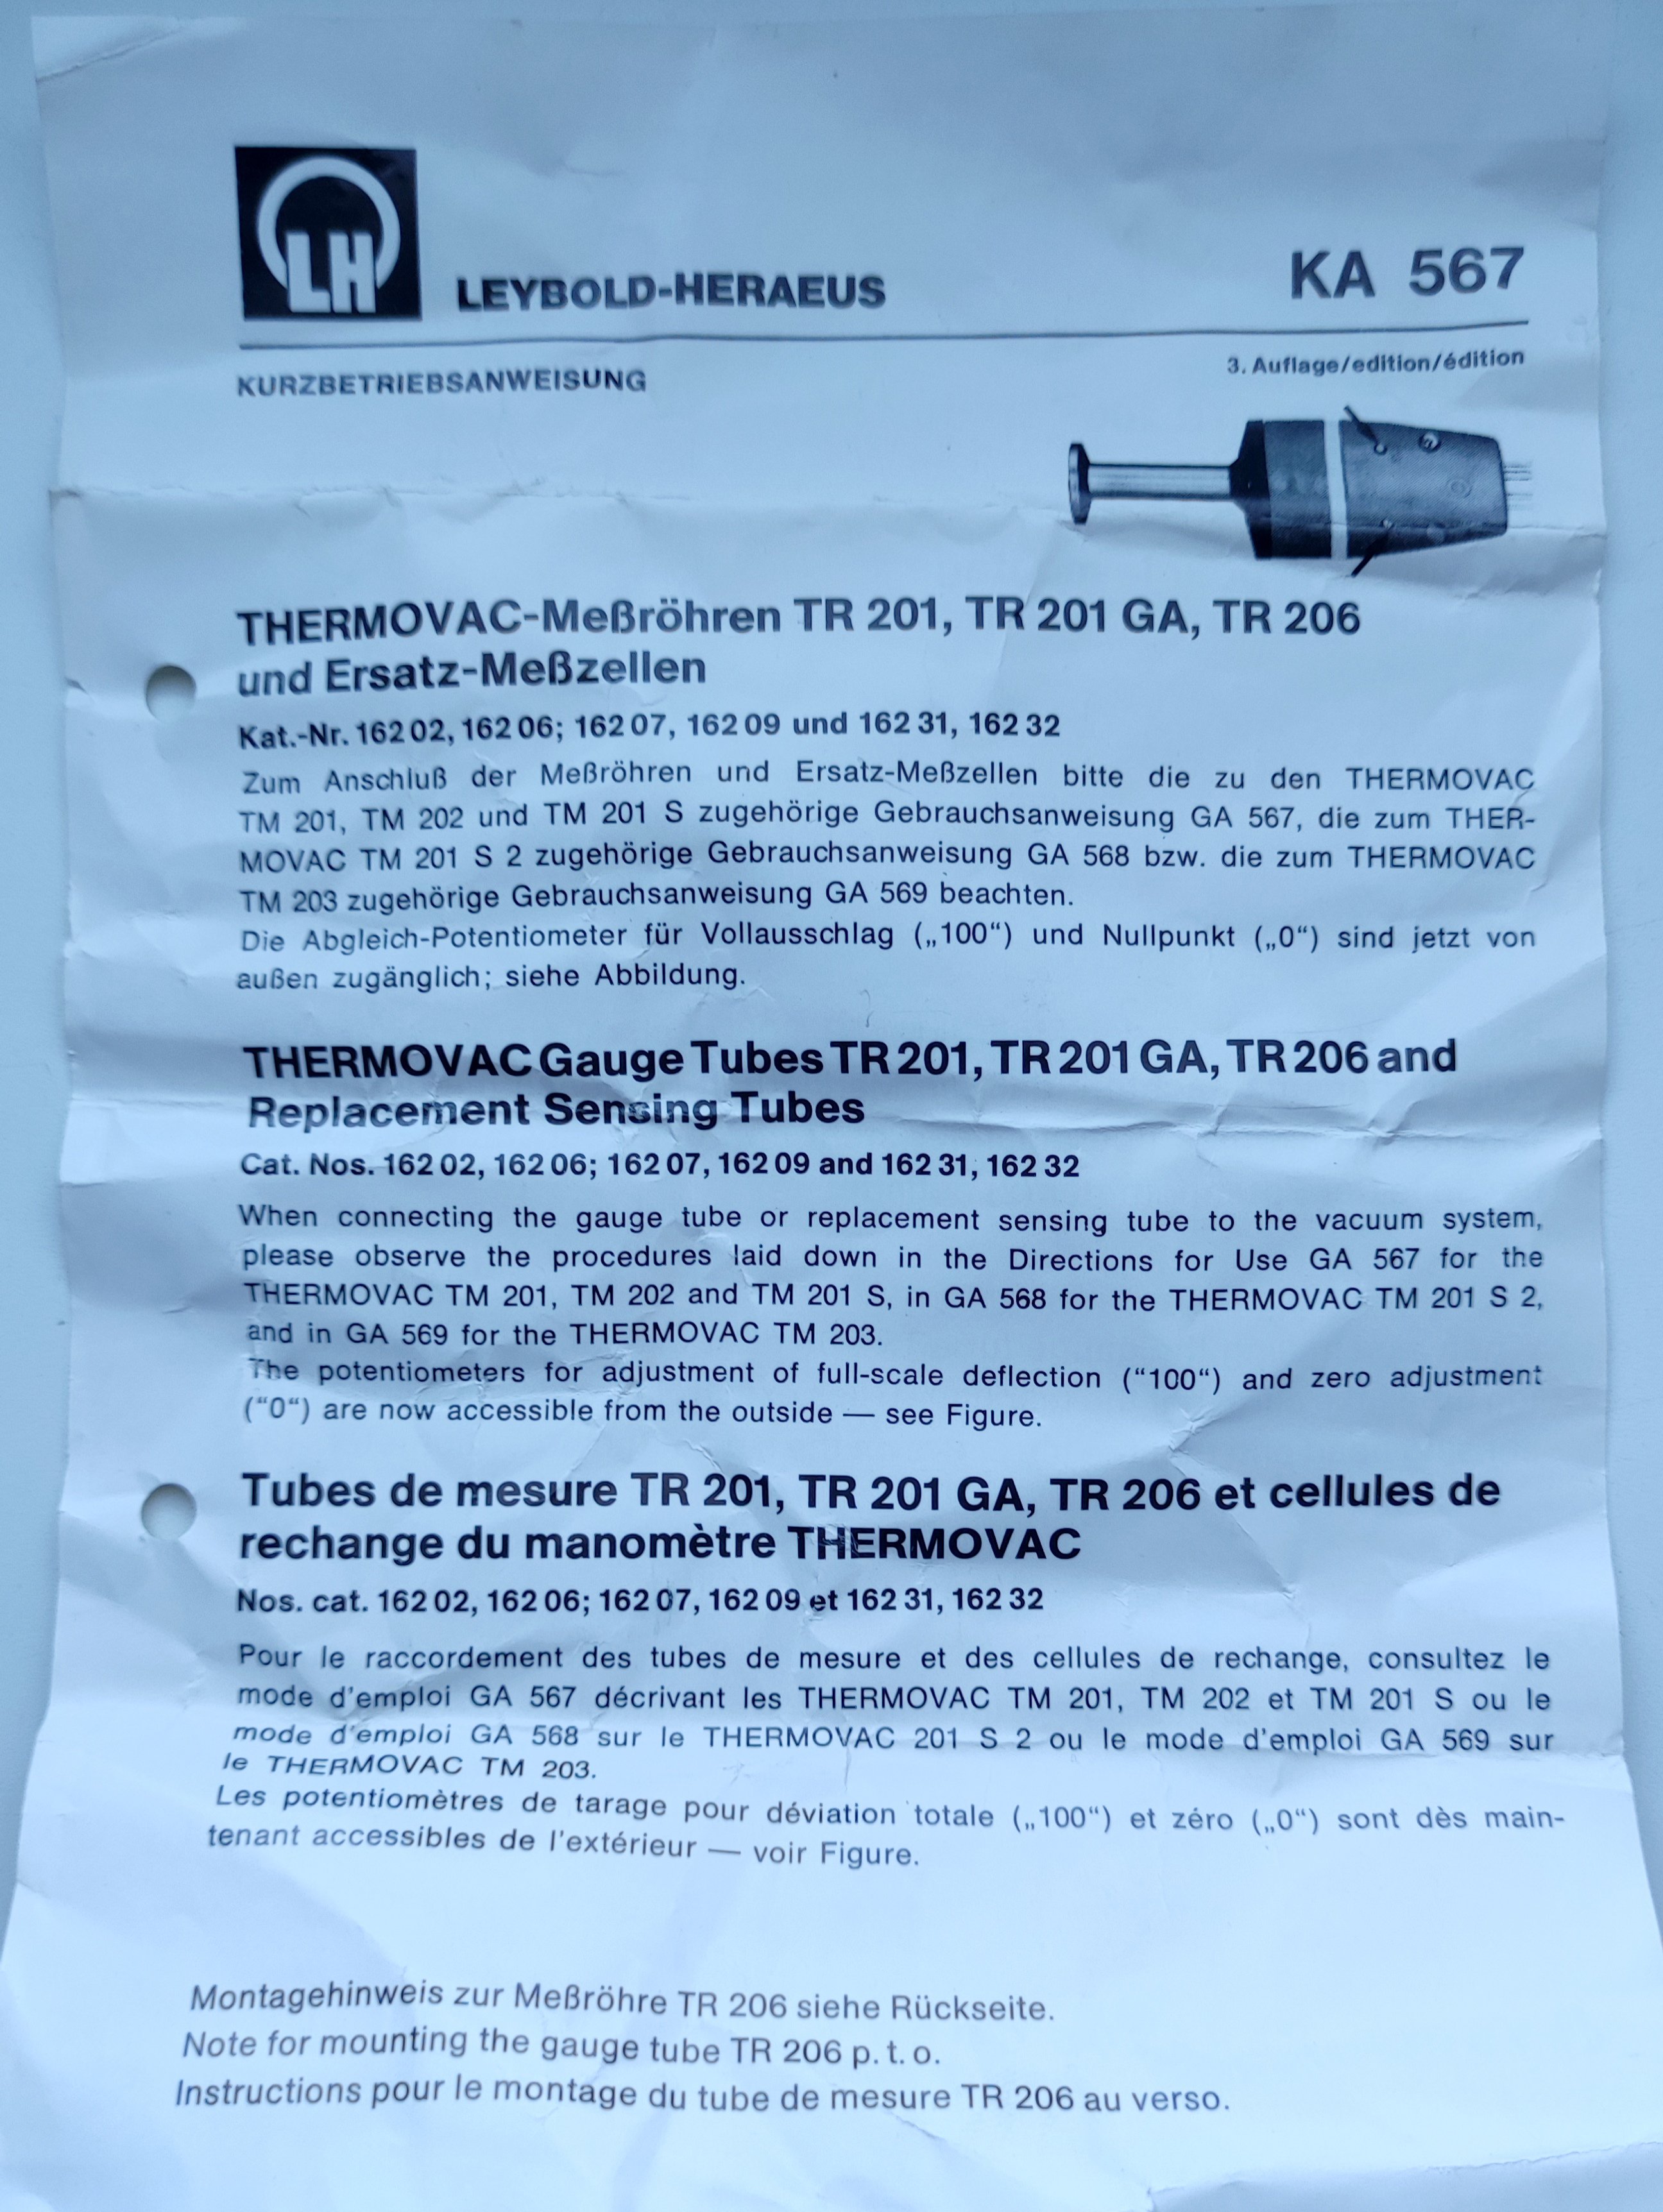 LH
LEYBOLD-HERAEUS
KA 567
KURZBETRIEBSANWEISUNG
3. Auflage/edition/édition
THERMOVAC-Meßröhren TR 201, TR 201 GA, TR 206
und Ersatz-Meßzellen
Kat.-Nr. 162 02, 162 06; 162 07, 162 09 und 162 31, 162 32
Zum Anschluß der Meßröhren und Ersatz-Meßzellen bitte die zu den THERMOVAC
TM 201, TM 202 und TM 201 S zugehörige Gebrauchsanweisung GA 567, die zum THER-
MOVAC TM 201 S 2 zugehörige Gebrauchsanweisung GA 568 bzw. die zum THERMOVAC
TM 203 zugehörige Gebrauchsanweisung GA 569 beachten.
Die Abgleich-Potentiometer für Vollausschlag („100“) und Nullpunkt („0“) sind jetzt von
außen zugänglich; siehe Abbildung.
THERMOVAC Gauge Tubes TR 201, TR 201 GA, TR 206 and
Replacement Sensing Tubes
Cat. Nos. 162 02, 162 06; 162 07, 162 09 and 162 31, 162 32
When connecting the gauge tube or replacement sensing tube to the vacuum system,
please observe the procedures laid down in the Directions for Use GA 567 for the
THERMOVAC TM 201, TM 202 and TM 201 S, in GA 568 for the THERMOVAC TM 201 S 2,
and in GA 569 for the THERMOVAC TM 203.
The potentiometers for adjustment of full-scale deflection (“100“) and zero adjustment
(“0“) are now accessible from the outside — see Figure.
Tubes de mesure TR 201, TR 201 GA, TR 206 et cellules de
rechange du manomètre THERMOVAC
Nos. cat. 162 02, 162 06; 162 07, 162 09 et 162 31, 162 32
Pour le raccordement des tubes de mesure et des cellules de rechange, consultez le
mode d'emploi GA 567 décrivant les THERMOVAC TM 201, TM 202 et TM 201 S ou le
mode d'emploi GA 568 sur le THERMOVAC 201 S 2 ou le mode d'emploi GA 569 sur
le THERMOVAC TM 203.
Les potentiomètres de tarage pour déviation totale („100“) et zéro („0“) sont dès main-
tenant accessibles de l'extérieur — voir Figure.
Montagehinweis zur Meßröhre TR 206 siehe Rückseite.
Note for mounting the gauge tube TR 206 p. t. o.
Instructions pour le montage du tube de mesure TR 206 au verso.